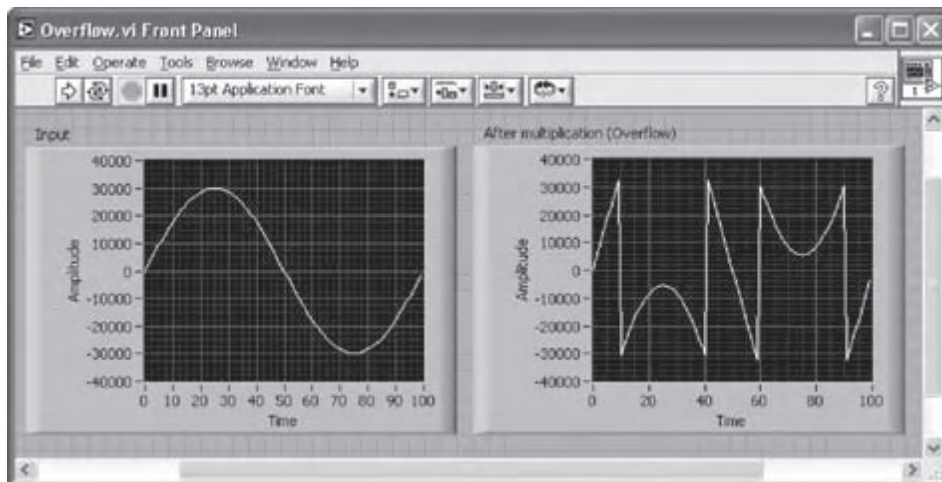 Overflow.vi Front Panel
File Edit Operate Tools Browse Window Help
13pt Application Font
1
Input
40000
30000
20000
10000
0
-10000
-20000
-30000
-40000
Amplitude
0 10 20 30 40 50 60 70 80 90 100
Time
After multiplication (Overflow)
40000
30000
20000
10000
0
-10000
-20000
-30000
-40000
Amplitude
0 20 40 60 80 100
Time